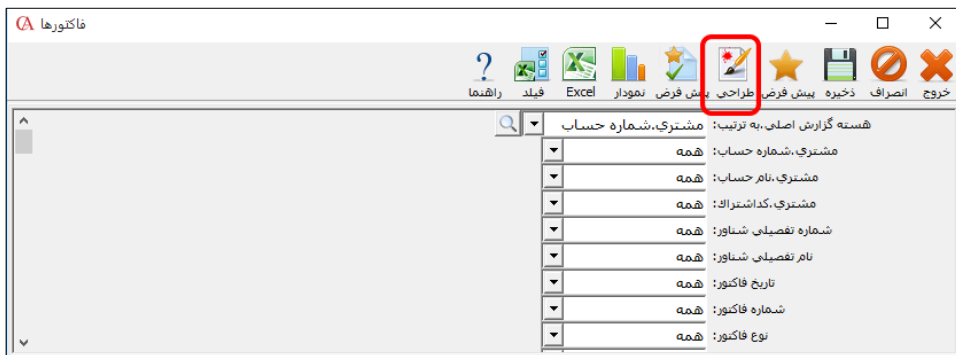 فاکتورها
خروج انصراف ذخیره پیش فرض طراحی پیش فرض نمودار Excel فیلد راهنما
هسته گزارش اصلی،به ترتیب: مشتري،شماره حساب
مشتري،شماره حساب: همه
مشتري،نام حساب: همه
مشتري،کداشتراك: همه
شماره تفصیلي شناور: همه
نام تفصیلي شناور: همه
تاریخ فاکتور: همه
شماره فاکتور: همه
نوع فاکتور: همه